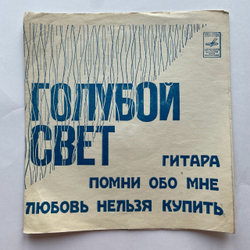 ГОЛУБОЙ
СВЕТ
ГИТАРА
ПОМНИ ОБО МНЕ
ЛЮБОВЬ НЕЛЬЗЯ КУПИТЬ